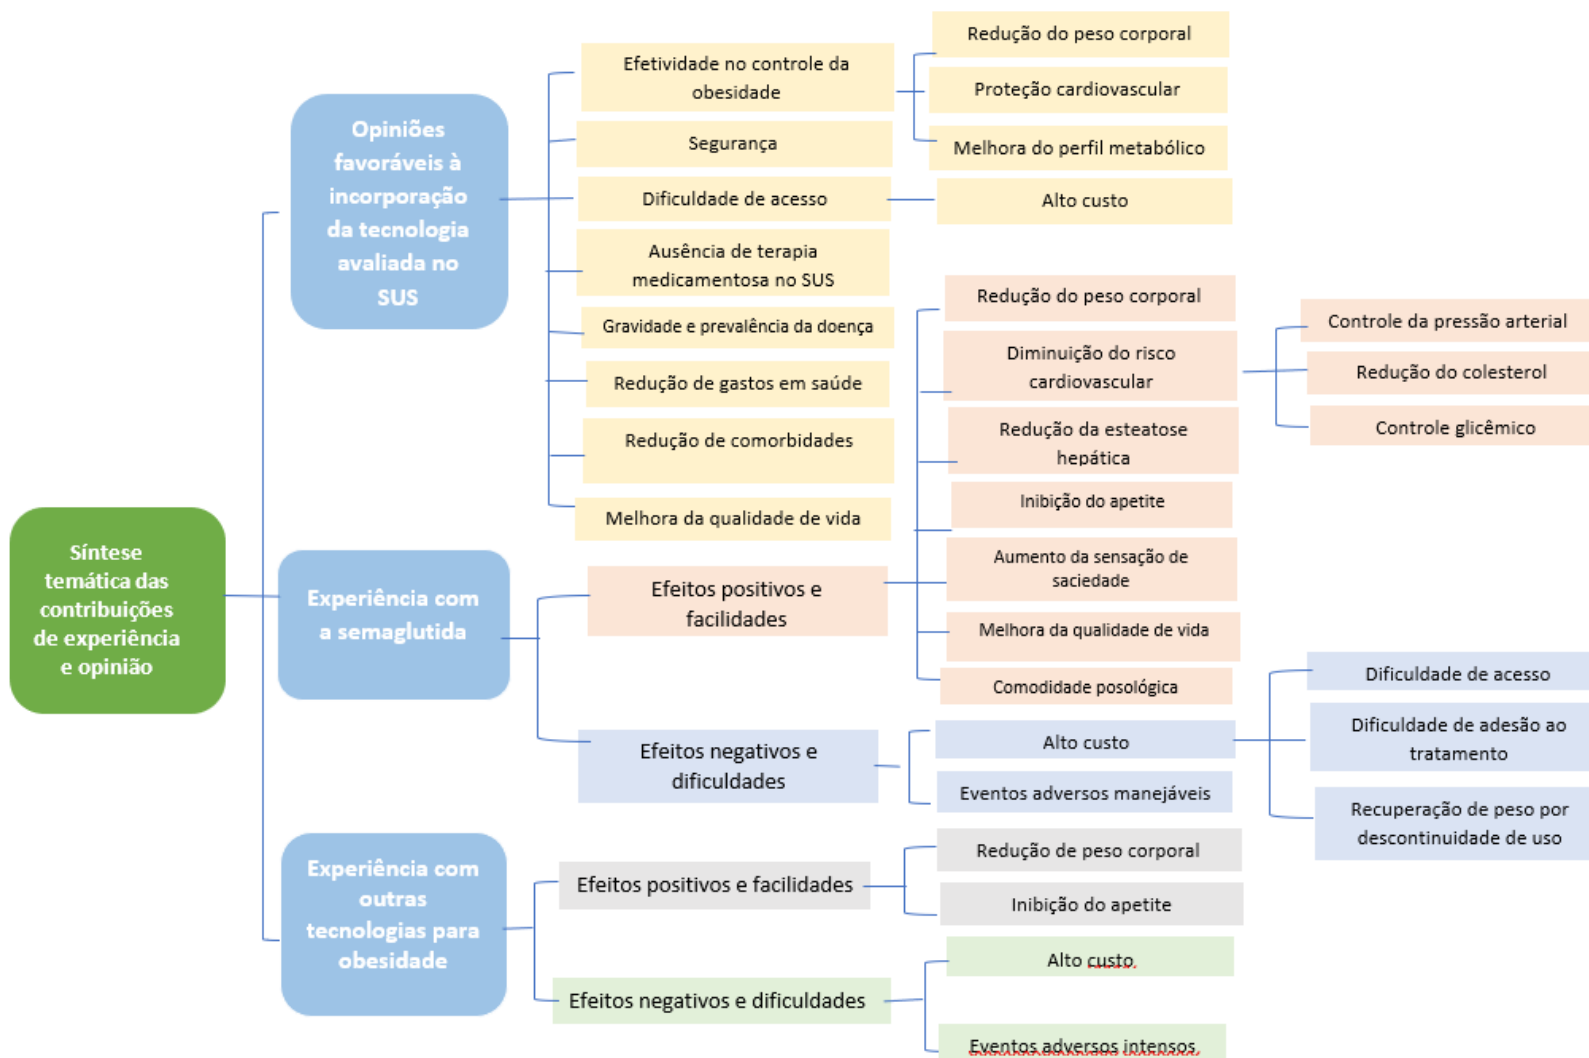 Síntese
temática das
contribuições
de experiência
e opinião
Opiniões
favoráveis à
incorporação
da tecnologia
avaliada no
SUS
Efetividade no controle da
obesidade
Redução do peso corporal
Proteção cardiovascular
Melhora do perfil metabólico
Segurança
Dificuldade de acesso
Alto custo
Ausência de terapia
medicamentosa no SUS
Gravidade e prevalência da doença
Redução de gastos em saúde
Redução de comorbidades
Melhora da qualidade de vida
Experiência com
a semaglutida
Efeitos positivos e
facilidades
Redução do peso corporal
Diminuição do risco
cardiovascular
Controle da pressão arterial
Redução do colesterol
Controle glicêmico
Redução da esteatose
hepática
Inibição do apetite
Aumento da sensação de
saciedade
Melhora da qualidade de vida
Comodidade posológica
Efeitos negativos e
dificuldades
Alto custo
Dificuldade de acesso
Dificuldade de adesão ao
tratamento
Recuperação de peso por
descontinuidade de uso
Eventos adversos manejáveis
Experiência com
outras
tecnologias para
obesidade
Efeitos positivos e facilidades
Redução de peso corporal
Inibição do apetite
Efeitos negativos e dificuldades
Alto custo
Eventos adversos intensos